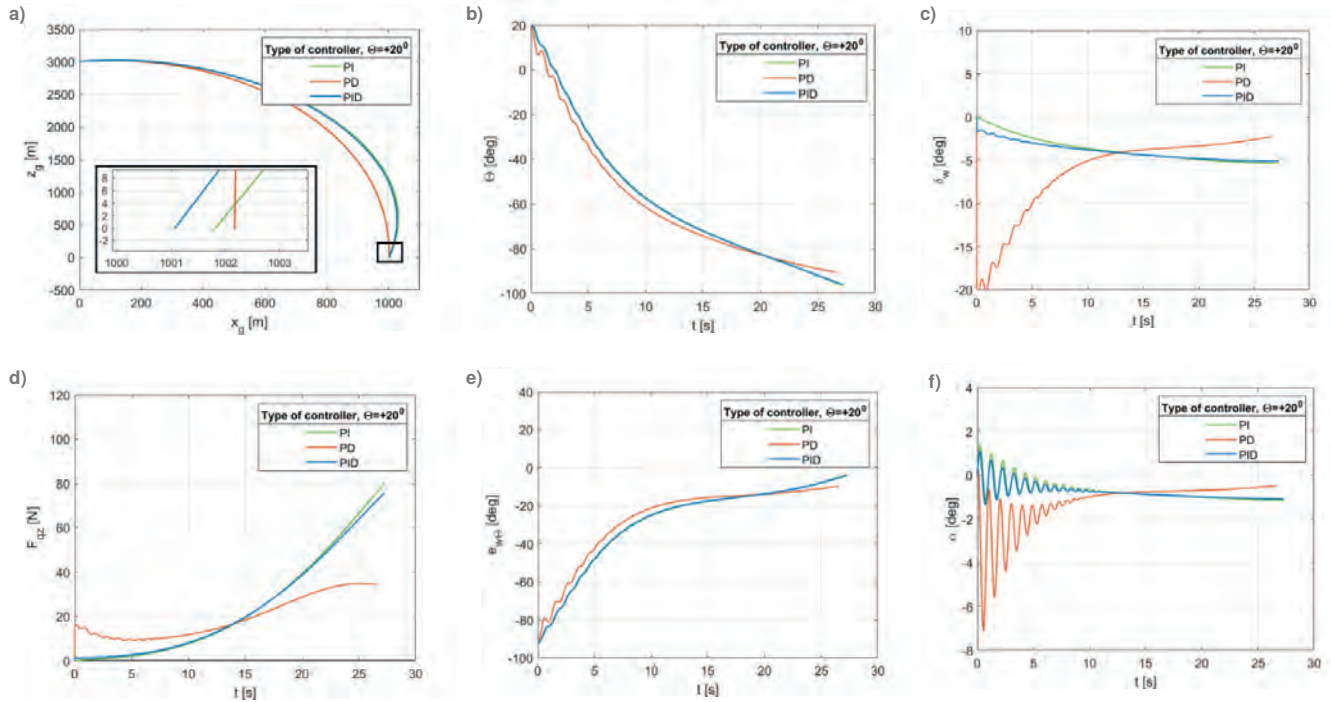 a)
3500
3000
2500
2000
1500
1000
500
0
-500
z_g [m]
0 200 400 600 800 1000
x_g [m]
Type of controller, Θ=+20⁰
PI
PD
PID
8
6
4
2
0
-2
1000 1001 1002 1003
b)
20
0
-20
-40
-60
-80
-100
Θ [deg]
0 5 10 15 20 25 30
t [s]
Type of controller, Θ=+20⁰
PI
PD
PID
c)
10
5
0
-5
-10
-15
-20
δ_w [deg]
0 5 10 15 20 25 30
t [s]
Type of controller, Θ=+20⁰
PI
PD
PID
d)
120
100
80
60
40
20
0
F_qz [N]
0 5 10 15 20 25 30
t [s]
Type of controller, Θ=+20⁰
PI
PD
PID
e)
40
20
0
-20
-40
-60
-80
-100
[deg]
0 5 10 15 20 25 30
t [s]
Type of controller, Θ=+20⁰
PI
PD
PID
f)
4
2
0
-2
-4
-6
-8
α [deg]
0 5 10 15 20 25 30
t [s]
Type of controller, Θ=+20⁰
PI
PD
PID